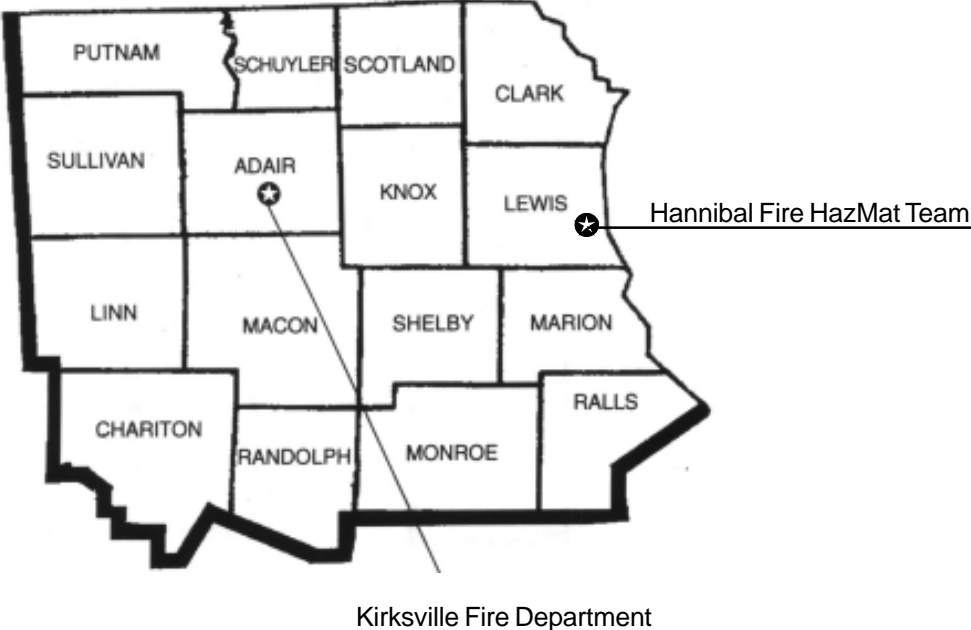 PUTNAM
SCHUYLER
SCOTLAND
CLARK
SULLIVAN
ADAIR
KNOX
LEWIS
Hannibal Fire HazMat Team
LINN
MACON
SHELBY
MARION
RALLS
CHARITON
RANDOLPH
MONROE
Kirksville Fire Department